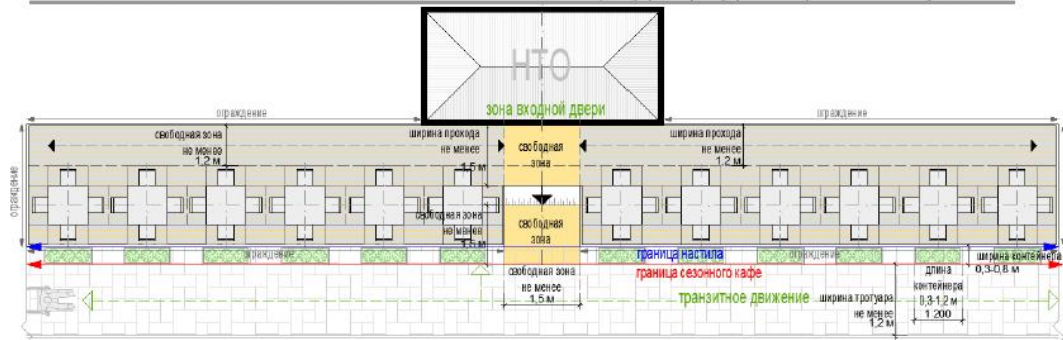 НТО
зона входной двери
ограждение
ограждение
свободная зона
не менее
1,2 м
ширина прохода
не менее
1,5 м
свободная
зона
ширина прохода
не менее
1,2 м
ограждение
свободная зона
не менее
1,5 м
свободная
зона
ограждение
граница настила
ограждение
ширина контейнера
0,3-0,8 м
свободная зона
не менее
1,5 м
граница сезонного кафе
длина
контейнера
0,3-1,2 м
1 200
транзитное движение
ширина тротуара
не менее
1,2 м